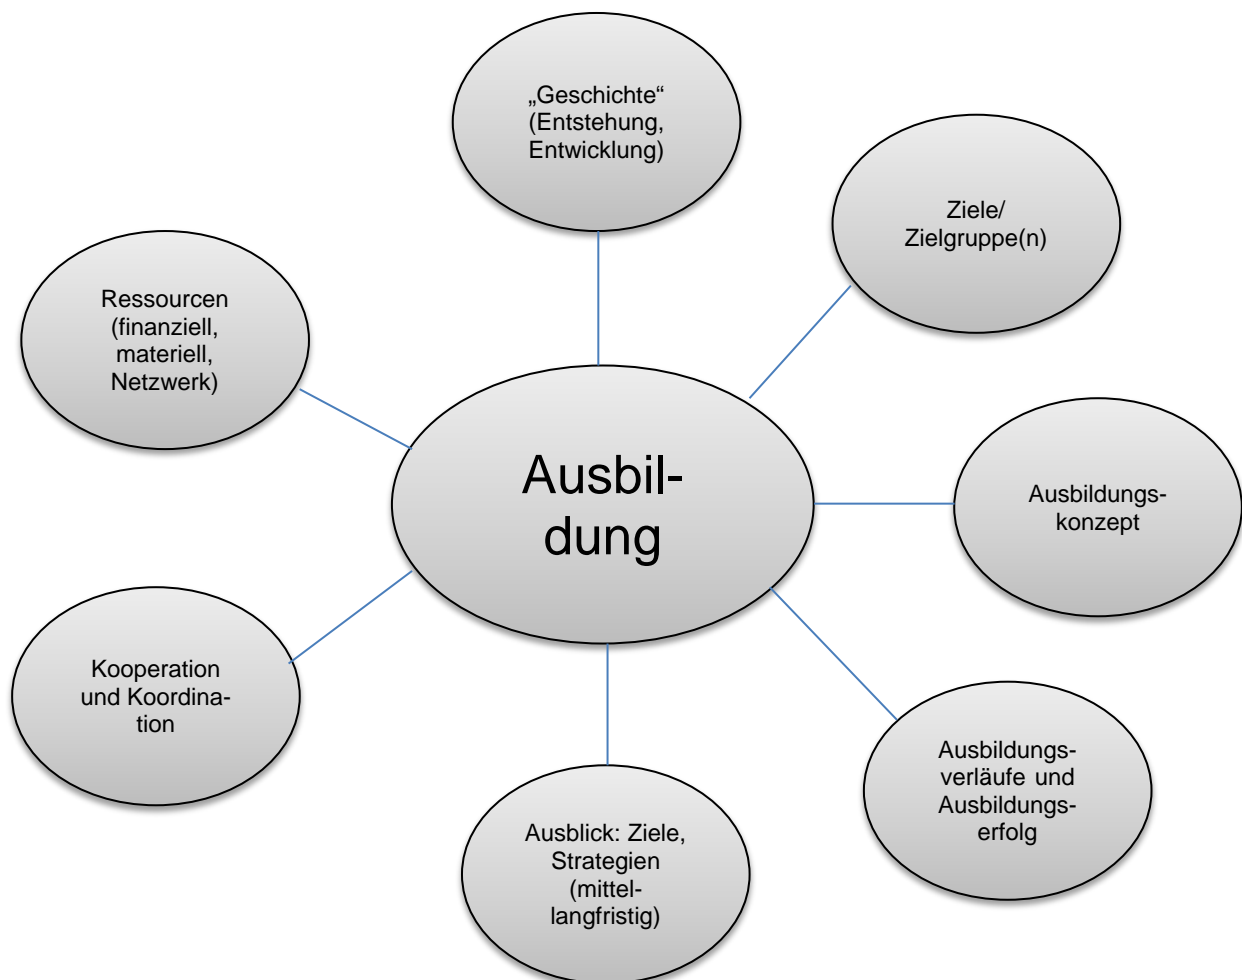 „Geschichte“
(Entstehung,
Entwicklung)
Ziele/
Zielgruppe(n)
Ressourcen
(finanziell,
materiell,
Netzwerk)
Ausbil-
dung
Ausbildungs-
konzept
Kooperation
und Koordina-
tion
Ausbildungs-
verläufe und
Ausbildungs-
erfolg
Ausblick: Ziele,
Strategien
(mittel-
langfristig)